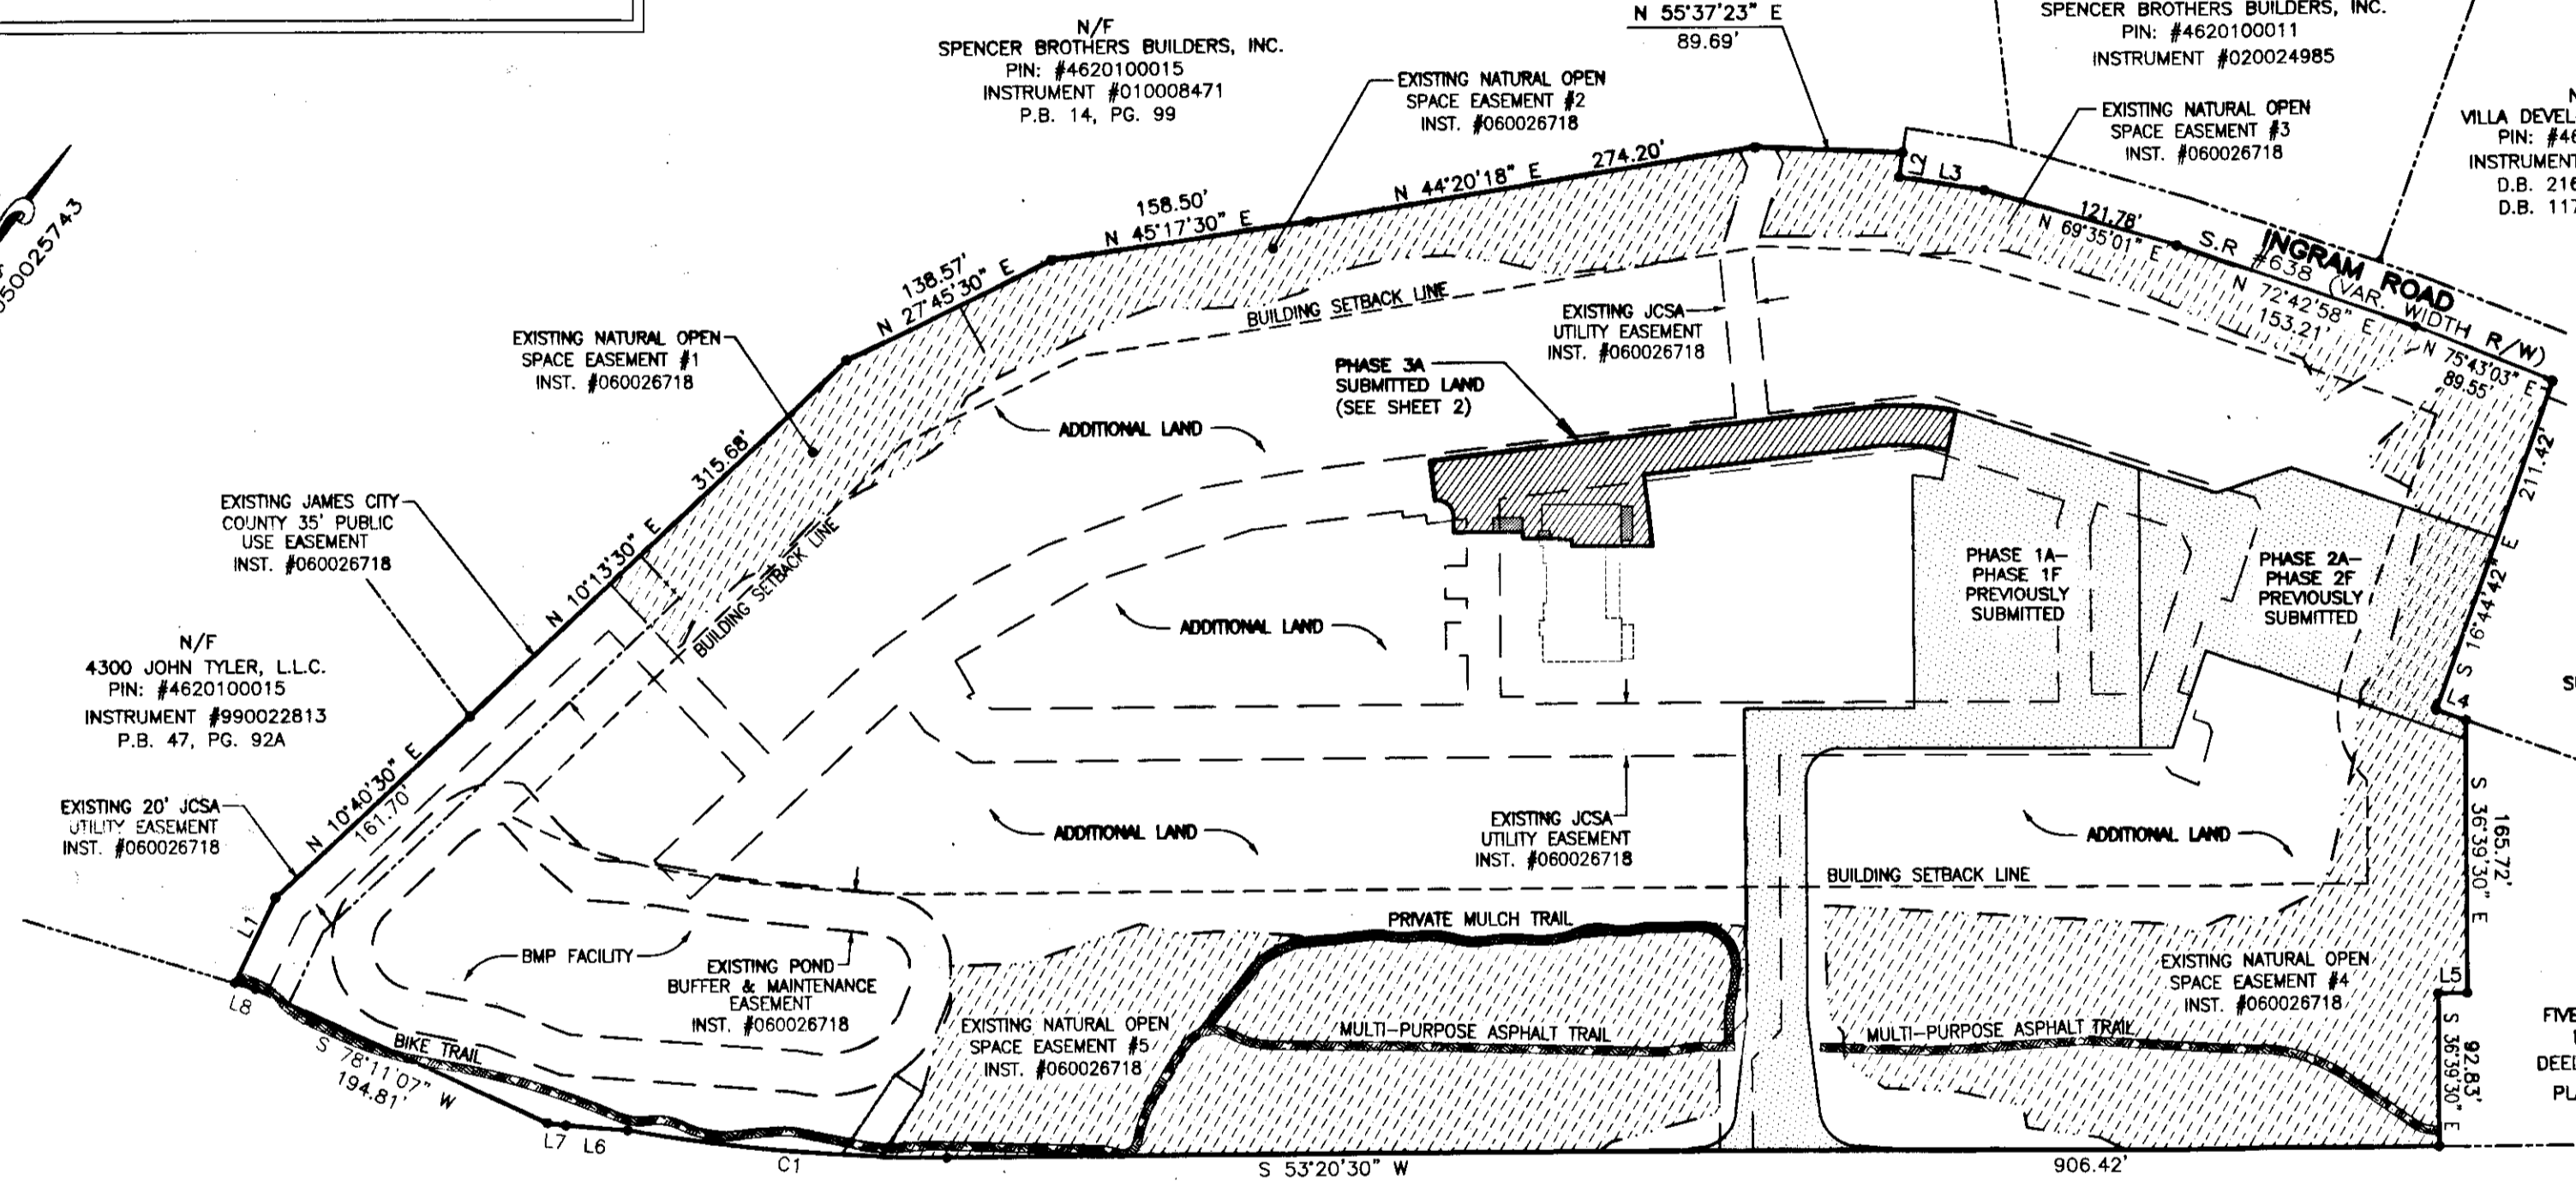 N/F
SPENCER BROTHERS BUILDERS, INC.
PIN: #4620100015
INSTRUMENT #010008471
P.B. 14, PG. 99
N 55°37'23" E
89.69'
SPENCER BROTHERS BUILDERS, INC.
PIN: #4620100011
INSTRUMENT #020024985
EXISTING NATURAL OPEN
SPACE EASEMENT #2
INST. #060026718
EXISTING NATURAL OPEN
SPACE EASEMENT #3
INST. #060026718
VILLA DEVEL
PIN: #46
INSTRUMENT
D.B. 216
D.B. 117
500025743
L2
L3
274.20'
N 44°20'18" E
158.50'
N 45°17'30" E
138.57'
N 27°45'30" E
121.78'
N 69°35'01" E
S.R #638
INGRAM ROAD
(VAR. WIDTH R/W)
N 72°42'58" E
153.21'
N 75°43'03" E
89.55'
BUILDING SETBACK LINE
EXISTING JCSA
UTILITY EASEMENT
INST. #060026718
EXISTING NATURAL OPEN
SPACE EASEMENT #1
INST. #060026718
PHASE 3A
SUBMITTED LAND
(SEE SHEET 2)
ADDITIONAL LAND
315.68'
N 10°13'30" E
211.42'
S 16°44'42" E
EXISTING JAMES CITY
COUNTY 35' PUBLIC
USE EASEMENT
INST. #060026718
BUILDING SETBACK LINE
PHASE 1A-
PHASE 1F
PREVIOUSLY
SUBMITTED
PHASE 2A-
PHASE 2F
PREVIOUSLY
SUBMITTED
ADDITIONAL LAND
N/F
4300 JOHN TYLER, L.L.C.
PIN: #4620100015
INSTRUMENT #990022813
P.B. 47, PG. 92A
L4
N 10°40'30" E
161.70'
EXISTING 20' JCSA
UTILITY EASEMENT
INST. #060026718
ADDITIONAL LAND
EXISTING JCSA
UTILITY EASEMENT
INST. #060026718
ADDITIONAL LAND
165.72'
S 36°39'30" E
BUILDING SETBACK LINE
L1
PRIVATE MULCH TRAIL
BMP FACILITY
EXISTING POND
BUFFER & MAINTENANCE
EASEMENT
INST. #060026718
EXISTING NATURAL OPEN
SPACE EASEMENT #4
INST. #060026718
L5
L8
EXISTING NATURAL OPEN
SPACE EASEMENT #5
INST. #060026718
MULTI-PURPOSE ASPHALT TRAIL
MULTI-PURPOSE ASPHALT TRAIL
FIVE
DEE
PL
BIKE TRAIL
S 78°11'07" W
194.81'
92.83'
S 36°39'30" E
L7
L6
C1
S 53°20'30" W
906.42'